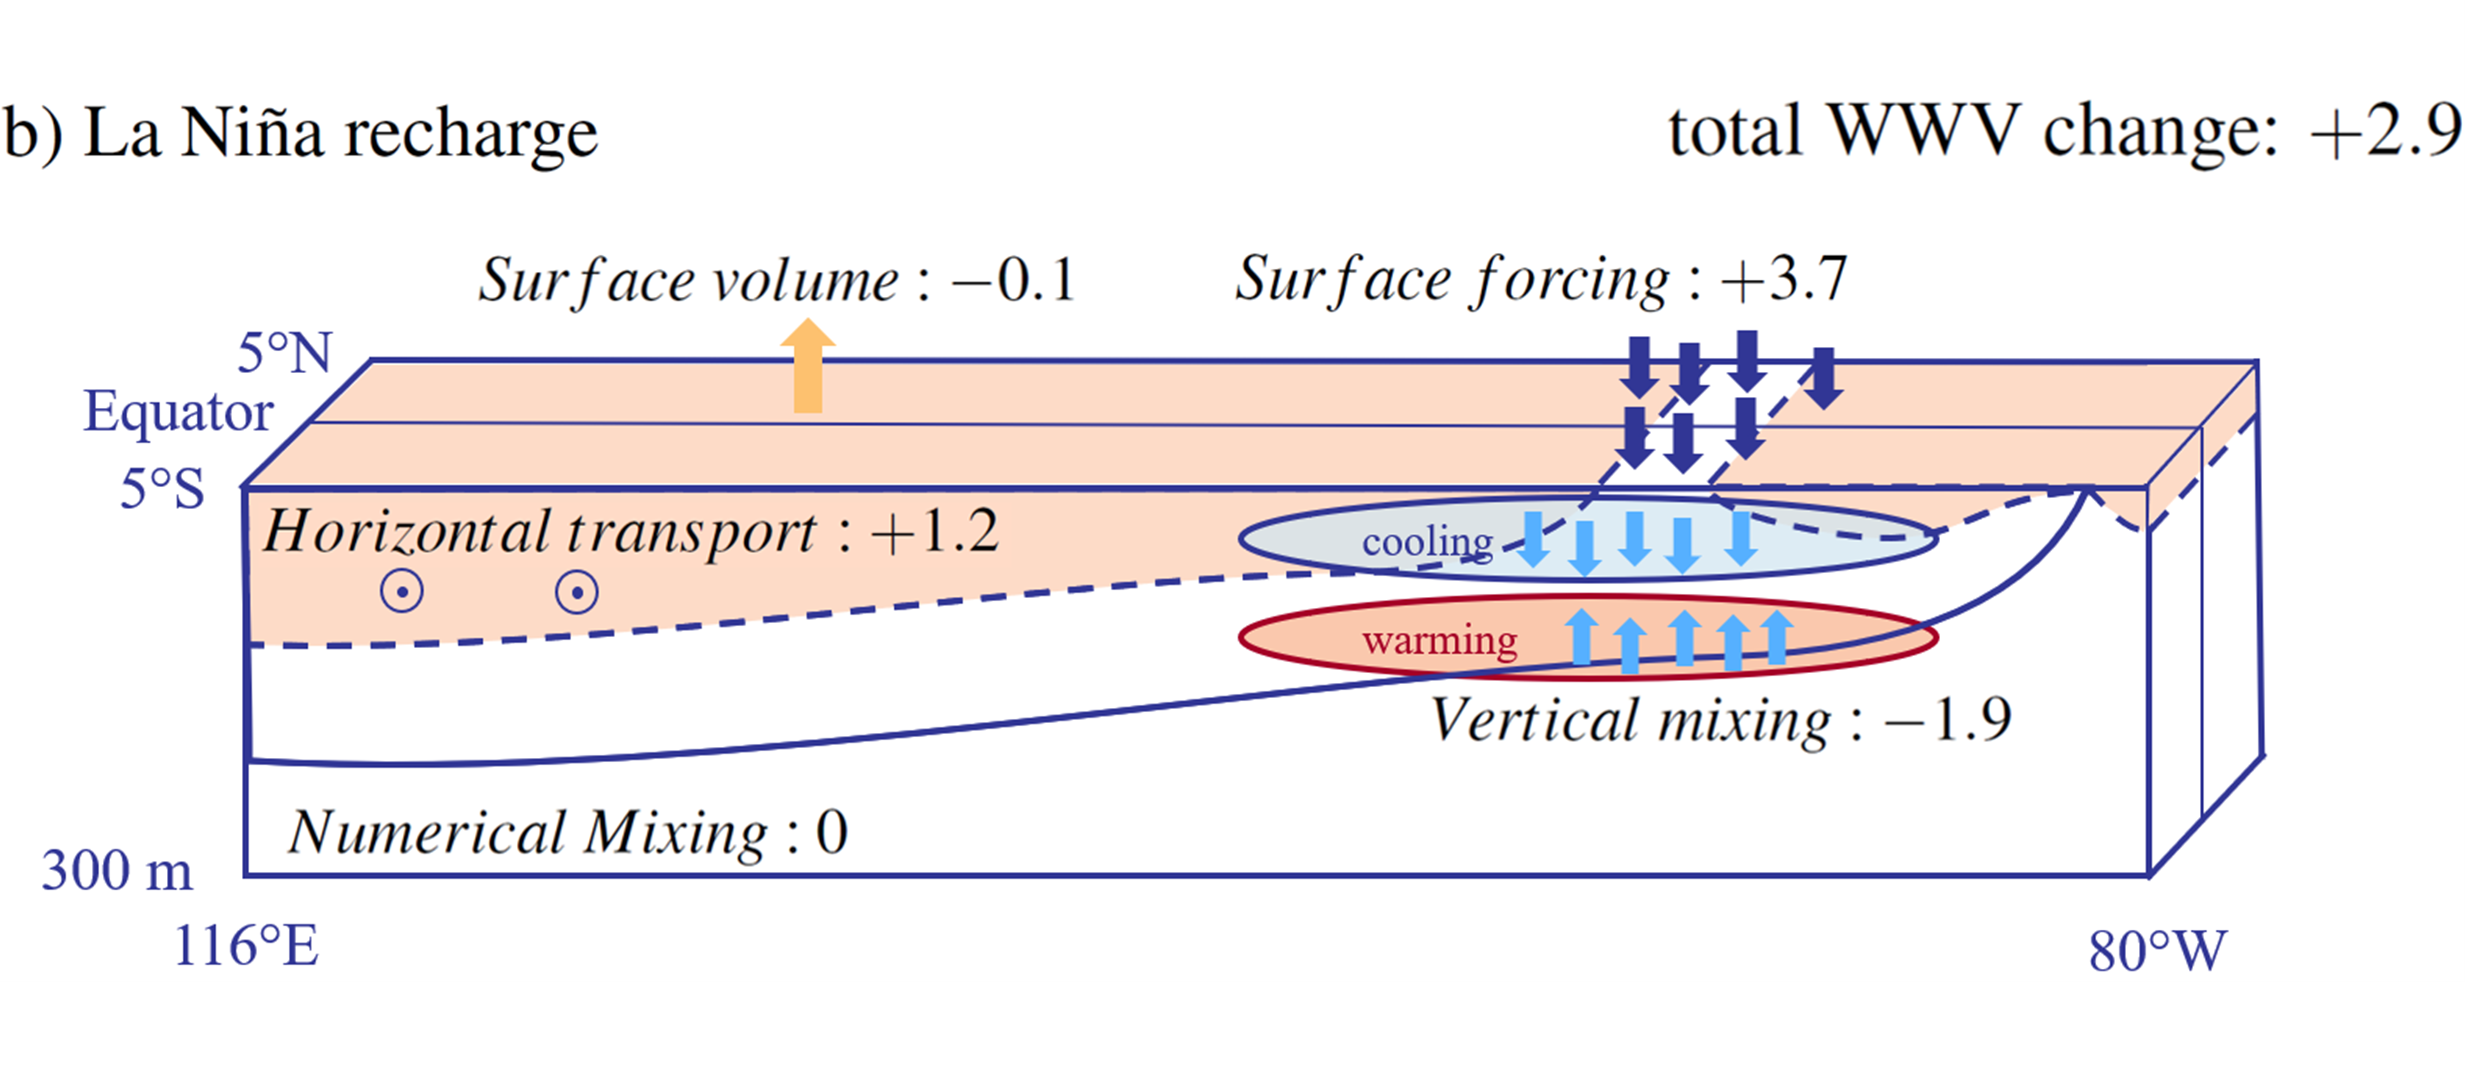 b) La Niña recharge
total WWV change: +2.9
Surface volume : −0.1
Surface forcing : +3.7
5°N
Equator
5°S
Horizontal transport : +1.2
cooling
warming
Vertical mixing : −1.9
Numerical Mixing : 0
300 m
116°E
80°W